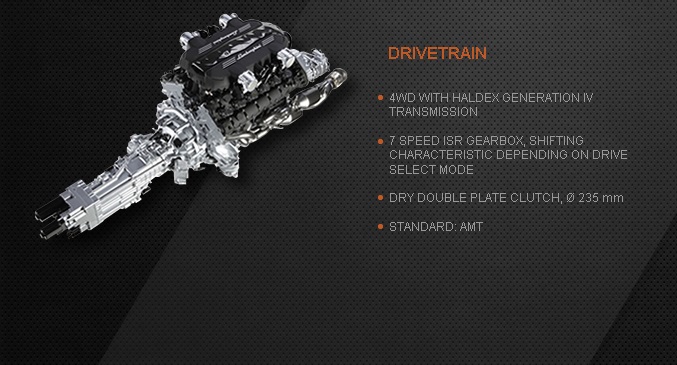 DRIVETRAIN
4WD WITH HALDEX GENERATION IV
TRANSMISSION
7 SPEED ISR GEARBOX, SHIFTING
CHARACTERISTIC DEPENDING ON DRIVE
SELECT MODE
DRY DOUBLE PLATE CLUTCH, Ø 235 mm
STANDARD: AMT